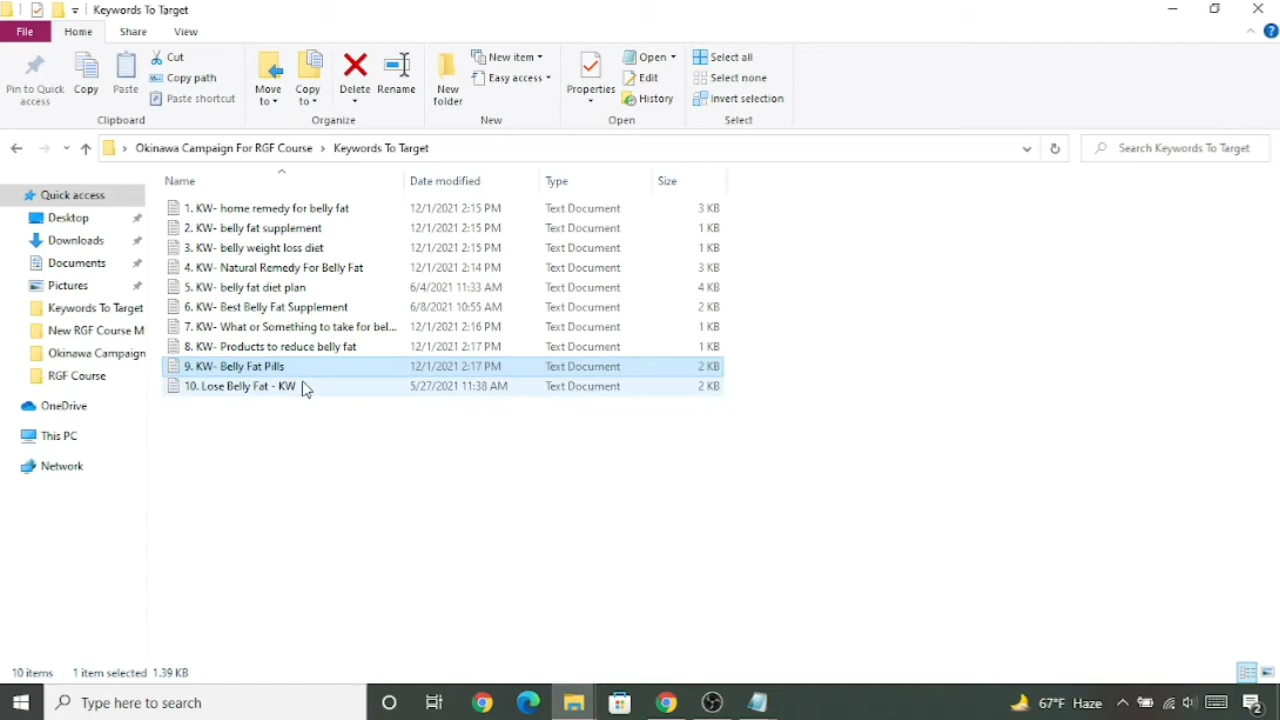 Keywords To Target
File Home Share View
Pin to Quick access
Copy
Paste
Cut
Copy path
Paste shortcut
Clipboard
Move to
Copy to
Delete
Rename
Organize
New folder
New item
Easy access
New
Properties
Open
Edit
History
Open
Select all
Select none
Invert selection
Select
Okinawa Campaign For RGF Course › Keywords To Target
Search Keywords To Target
Quick access
Desktop
Downloads
Documents
Pictures
Keywords To Target
New RGF Course M
Okinawa Campaign
RGF Course
OneDrive
This PC
Network
Name Date modified Type Size
1. KW- home remedy for belly fat 12/1/2021 2:15 PM Text Document 3 KB
2. KW- belly fat supplement 12/1/2021 2:15 PM Text Document 1 KB
3. KW- belly weight loss diet 12/1/2021 2:15 PM Text Document 1 KB
4. KW- Natural Remedy For Belly Fat 12/1/2021 2:14 PM Text Document 3 KB
5. KW- belly fat diet plan 6/4/2021 11:33 AM Text Document 4 KB
6. KW- Best Belly Fat Supplement 6/8/2021 10:55 AM Text Document 2 KB
7. KW- What or Something to take for bel... 12/1/2021 2:16 PM Text Document 1 KB
8. KW- Products to reduce belly fat 12/1/2021 2:17 PM Text Document 1 KB
9. KW- Belly Fat Pills 12/1/2021 2:17 PM Text Document 2 KB
10. Lose Belly Fat - KW 5/27/2021 11:38 AM Text Document 2 KB
10 items 1 item selected 1.39 KB
Type here to search
67°F Haze
2